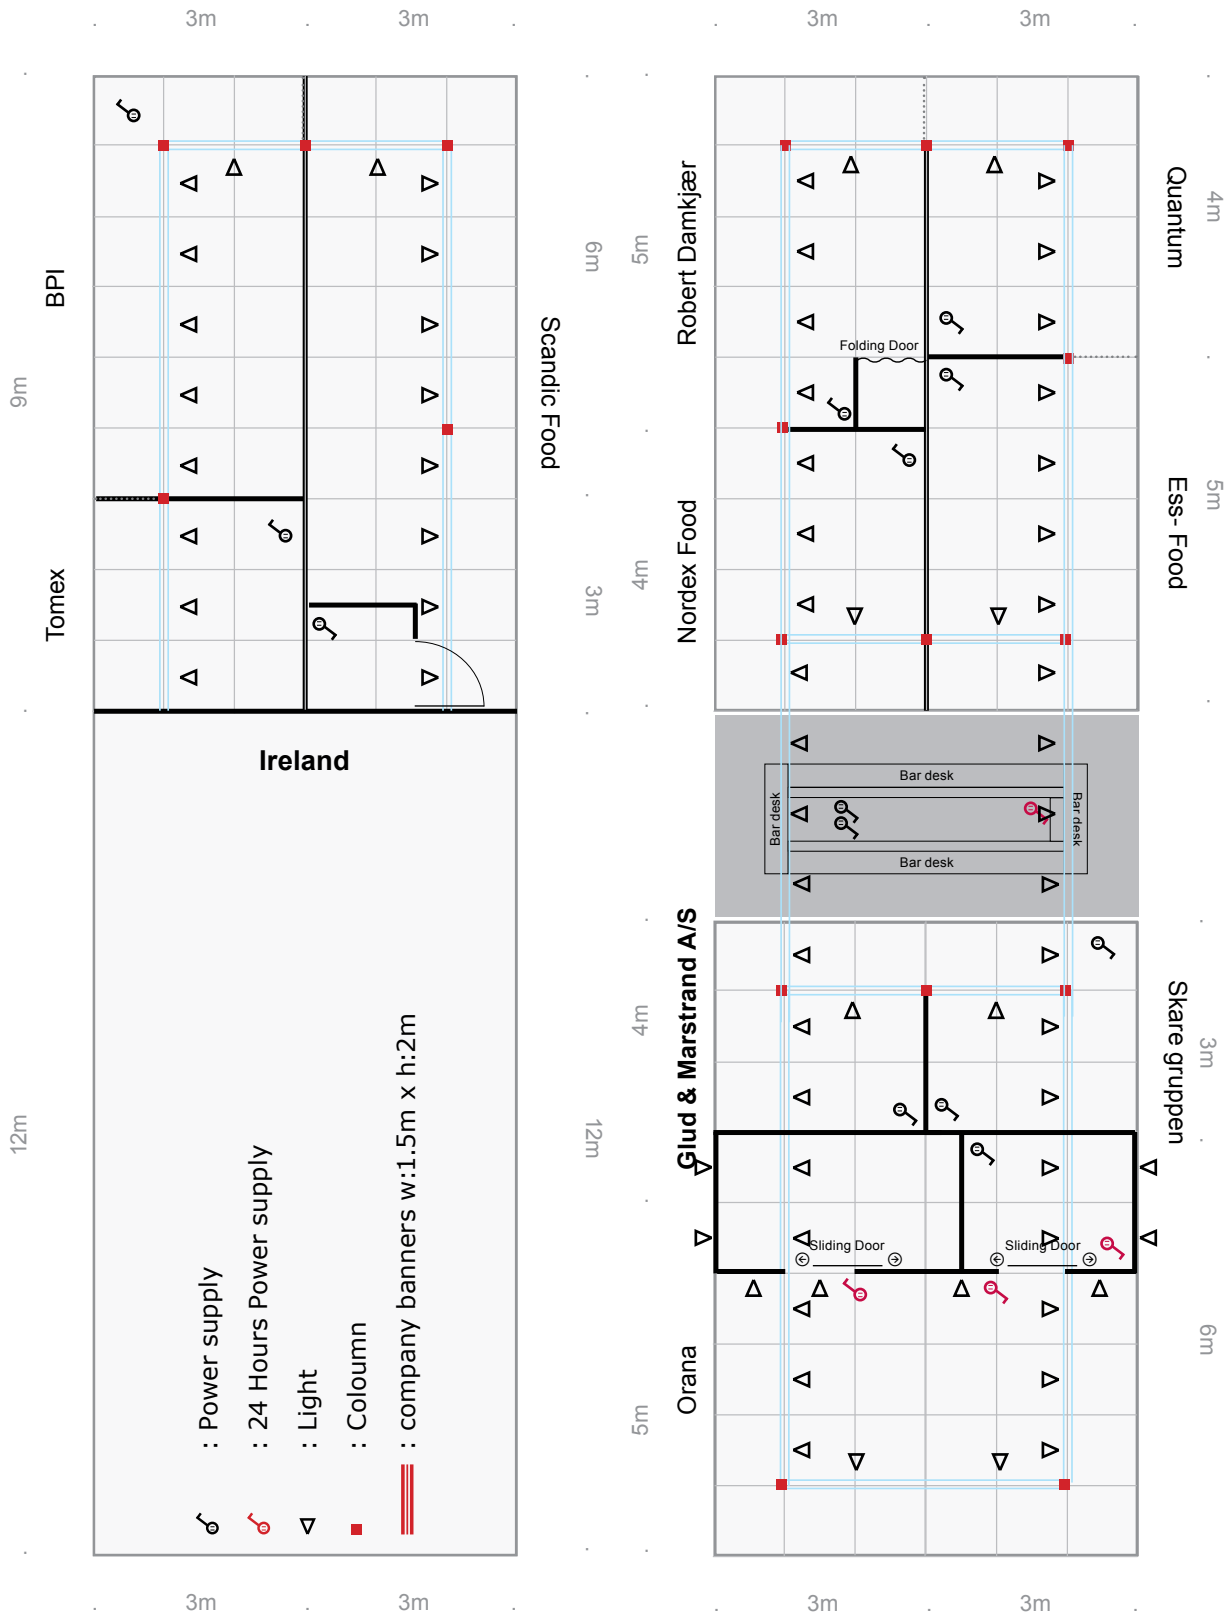 3m
3m
3m
3m
BPI
Tomex
9m
12m
Scandic Food
6m
3m
12m
Ireland
: Power supply
: 24 Hours Power supply
: Light
: Coloumn
: company banners w:1.5m x h:2m
3m
3m
5m
4m
4m
5m
Robert Damkjær
Nordex Food
Glud & Marstrand A/S
Orana
Folding Door
Bar desk
Bar desk
Bar desk
Bar desk
Sliding Door
Sliding Door
Quantum
Ess- Food
Skare gruppen
4m
5m
3m
6m
3m
3m